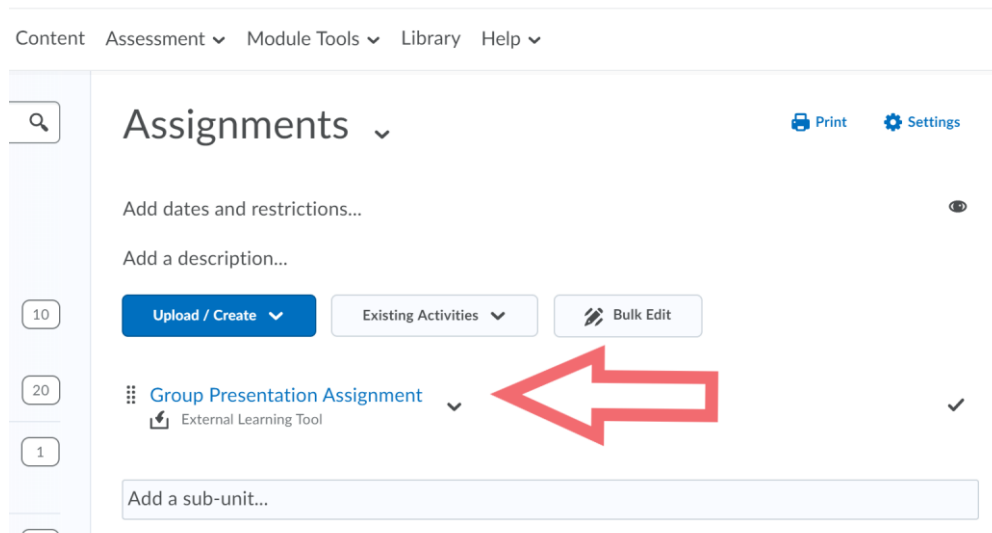 Content Assessment Module Tools Library Help
Assignments
Print Settings
Add dates and restrictions...
Add a description...
10
Upload / Create Existing Activities Bulk Edit
20
Group Presentation Assignment
External Learning Tool
1
Add a sub-unit...